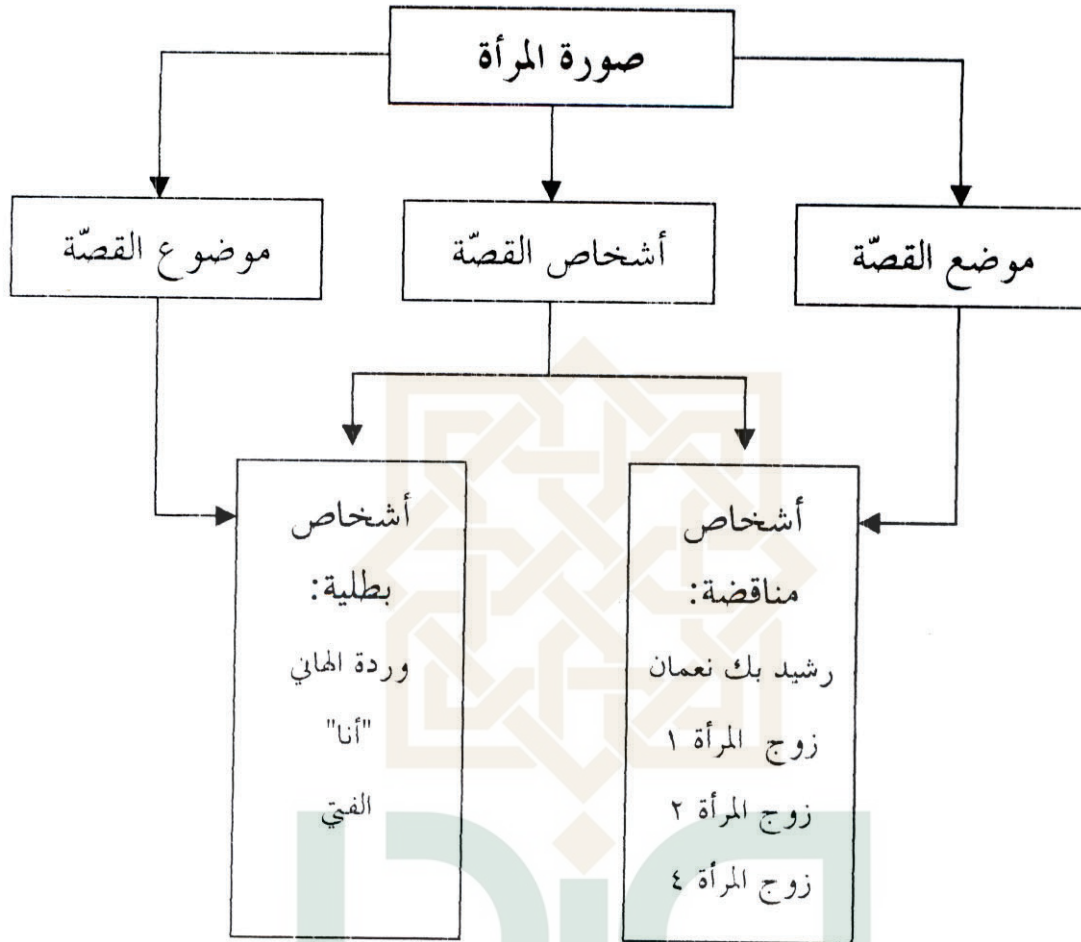 صورة المرأة
موضع القصّة
أشخاص القصّة
موضوع القصّة
أشخاص
مناقضة:
رشيد بك نعمان
زوج المرأة ١
زوج المرأة ٢
زوج المرأة ٤
أشخاص
بطلية:
وردة الهاني
"أنا"
الفتي